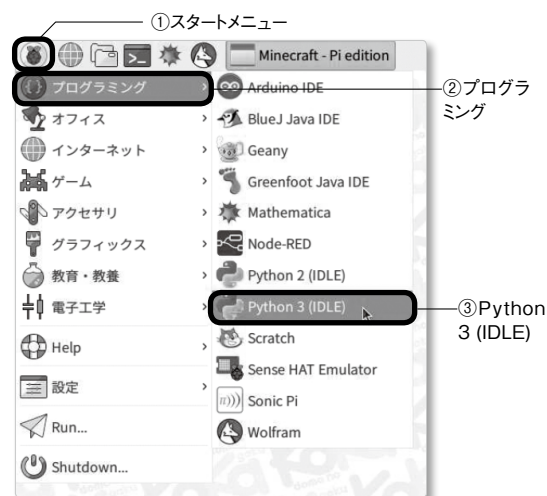 ①スタートメニュー
Minecraft - Pi edition
プログラミング
オフィス
インターネット
ゲーム
アクセサリ
グラフィックス
教育・教養
電子工学
Help
設定
Run...
Shutdown...
Arduino IDE
BlueJ Java IDE
Geany
Greenfoot Java IDE
Mathematica
Node-RED
Python 2 (IDLE)
Python 3 (IDLE)
Scratch
Sense HAT Emulator
Sonic Pi
Wolfram
②プログラ
ミング
③Python
3 (IDLE)